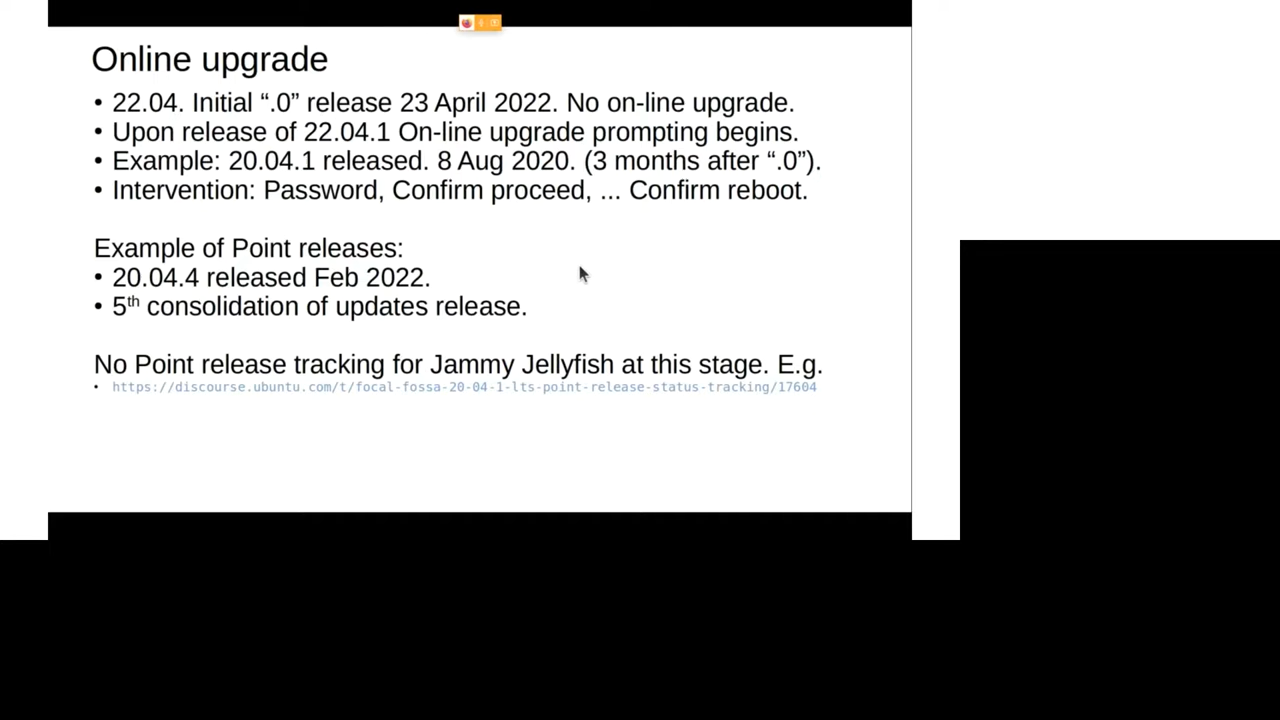 Online upgrade
• 22.04. Initial “.0” release 23 April 2022. No on-line upgrade.
• Upon release of 22.04.1 On-line upgrade prompting begins.
• Example: 20.04.1 released. 8 Aug 2020. (3 months after “.0”).
• Intervention: Password, Confirm proceed, ... Confirm reboot.
Example of Point releases:
• 20.04.4 released Feb 2022.
• 5th consolidation of updates release.
No Point release tracking for Jammy Jellyfish at this stage. E.g.
• https://discourse.ubuntu.com/t/focal-fossa-20-04-1-lts-point-release-status-tracking/17604